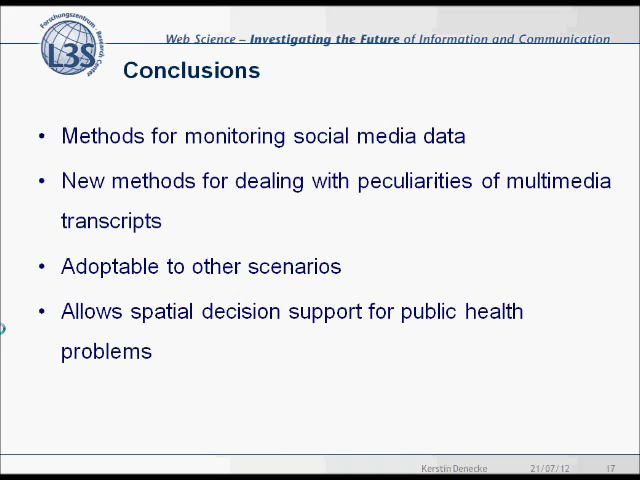 Forschungszentrum · Research Center
L3S
Web Science – Investigating the Future of Information and Communication
Conclusions
• Methods for monitoring social media data
• New methods for dealing with peculiarities of multimedia
transcripts
• Adoptable to other scenarios
• Allows spatial decision support for public health
problems
Kerstin Denecke 21/07/12 17